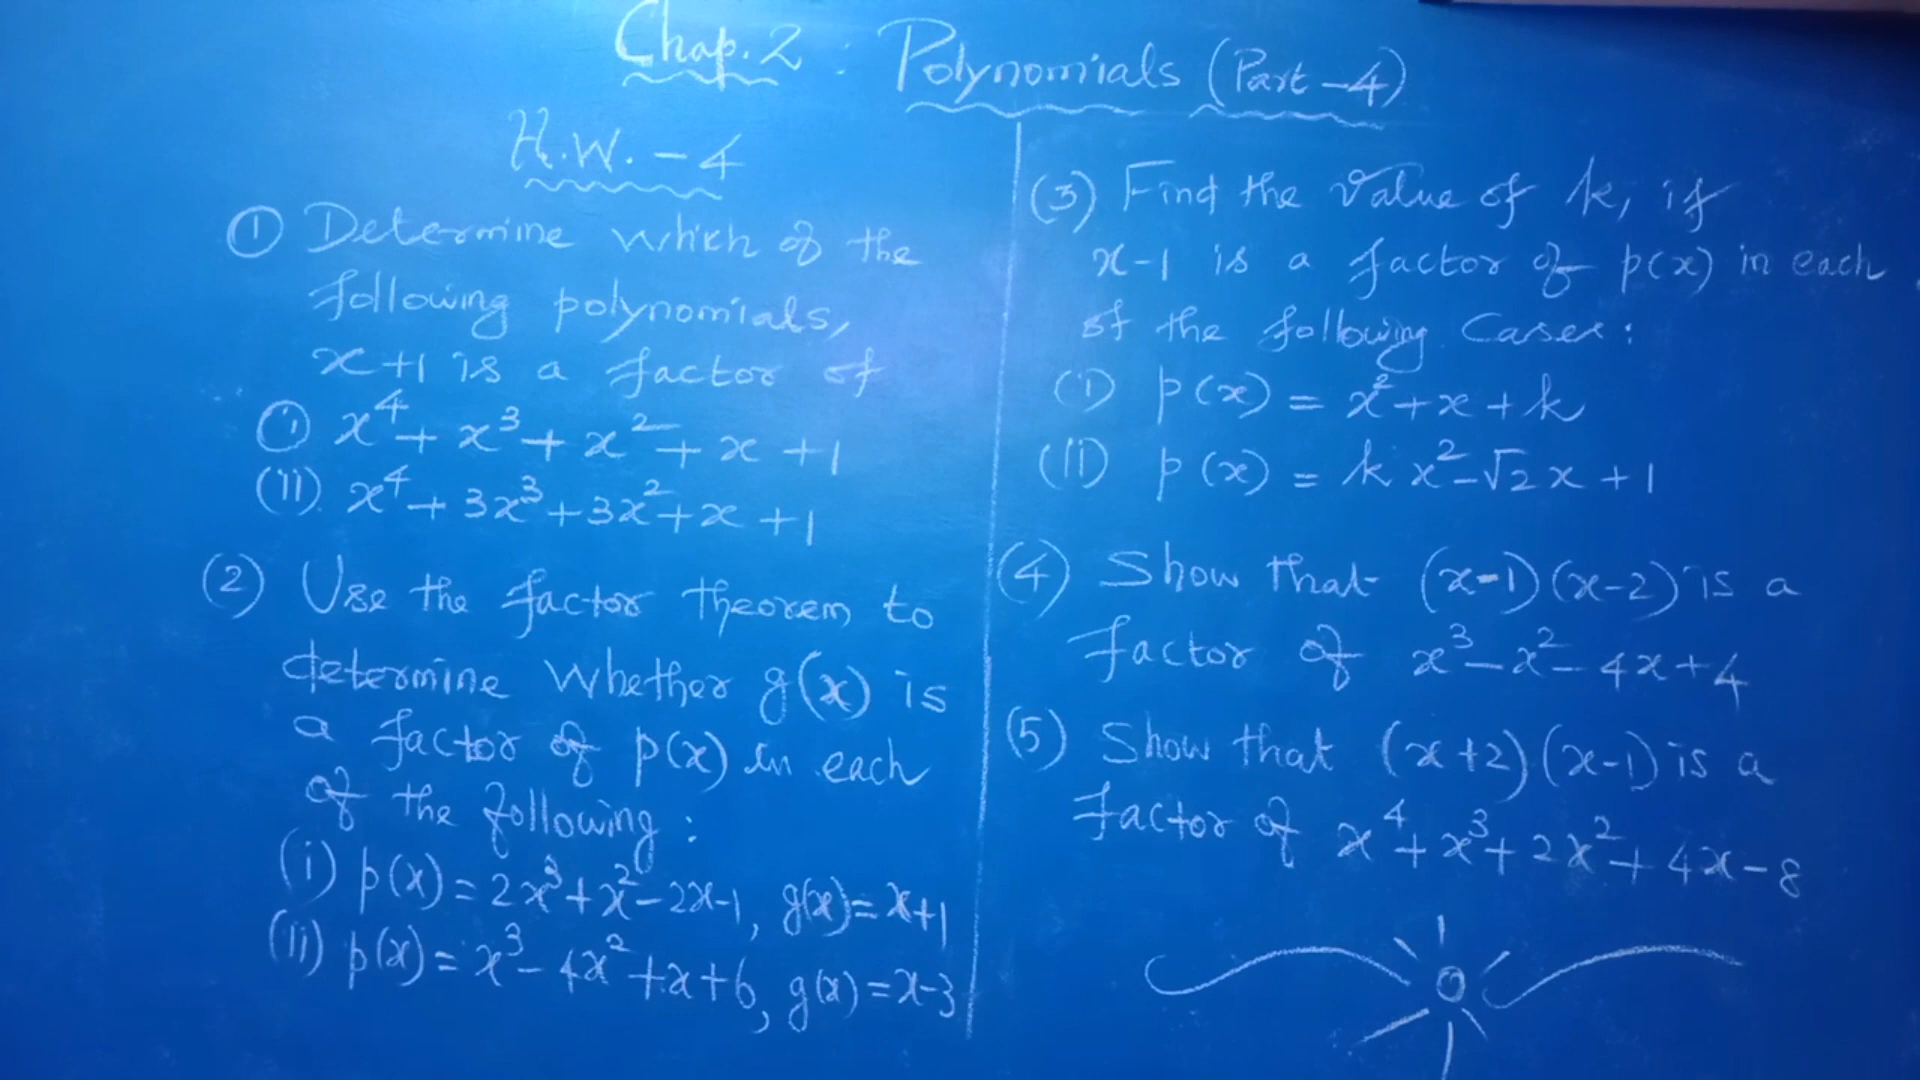 Chap. 2 : Polynomials (Part-4)
H.W. - 4
① Determine which of the
following polynomials,
x+1 is a factor of
(i) x⁴ + x³ + x² + x + 1
(ii) x⁴ + 3x³ + 3x² + x + 1
(2) Use the factor theorem to
determine whether g(x) is
a factor of p(x) in each
of the following :
(i) p(x) = 2x³ + x² - 2x - 1, g(x) = x+1
(ii) p(x) = x³ - 4x² + x + 6, g(x) = x-3
(3) Find the value of k, if
x-1 is a factor of p(x) in each
of the following Cases :
(i) p(x) = x² + x + k
(ii) p(x) = kx² - √2x + 1
(4) Show that (x-1)(x-2) is a
factor of x³ - x² - 4x + 4
(5) Show that (x+2)(x-1) is a
factor of x⁴ + x³ + 2x² + 4x - 8